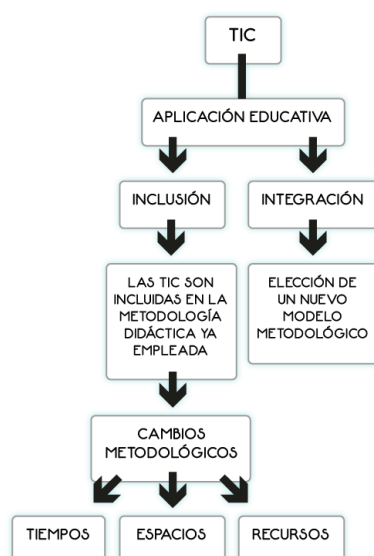 TIC
APLICACIÓN EDUCATIVA
INCLUSIÓN
INTEGRACIÓN
LAS TIC SON
INCLUIDAS EN LA
METODOLOGÍA
DIDÁCTICA YA
EMPLEADA
ELECCIÓN DE
UN NUEVO
MODELO
METODOLÓGICO
CAMBIOS
METODOLÓGICOS
TIEMPOS
ESPACIOS
RECURSOS